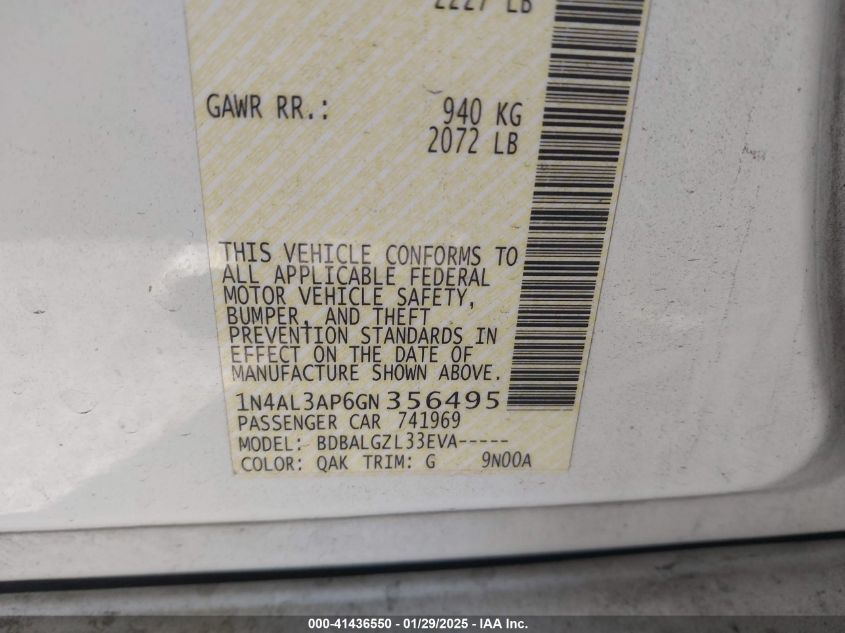 2227 LB
GAWR RR.: 940 KG
2072 LB
THIS VEHICLE CONFORMS TO
ALL APPLICABLE FEDERAL
MOTOR VEHICLE SAFETY,
BUMPER, AND THEFT
PREVENTION STANDARDS IN
EFFECT ON THE DATE OF
MANUFACTURE SHOWN ABOVE.
1N4AL3AP6GN 356495
PASSENGER CAR 741969
MODEL: BDBALGZL33EVA-----
COLOR: QAK TRIM: G 9N00A
000-41436550 — 01/29/2025 — IAA Inc.